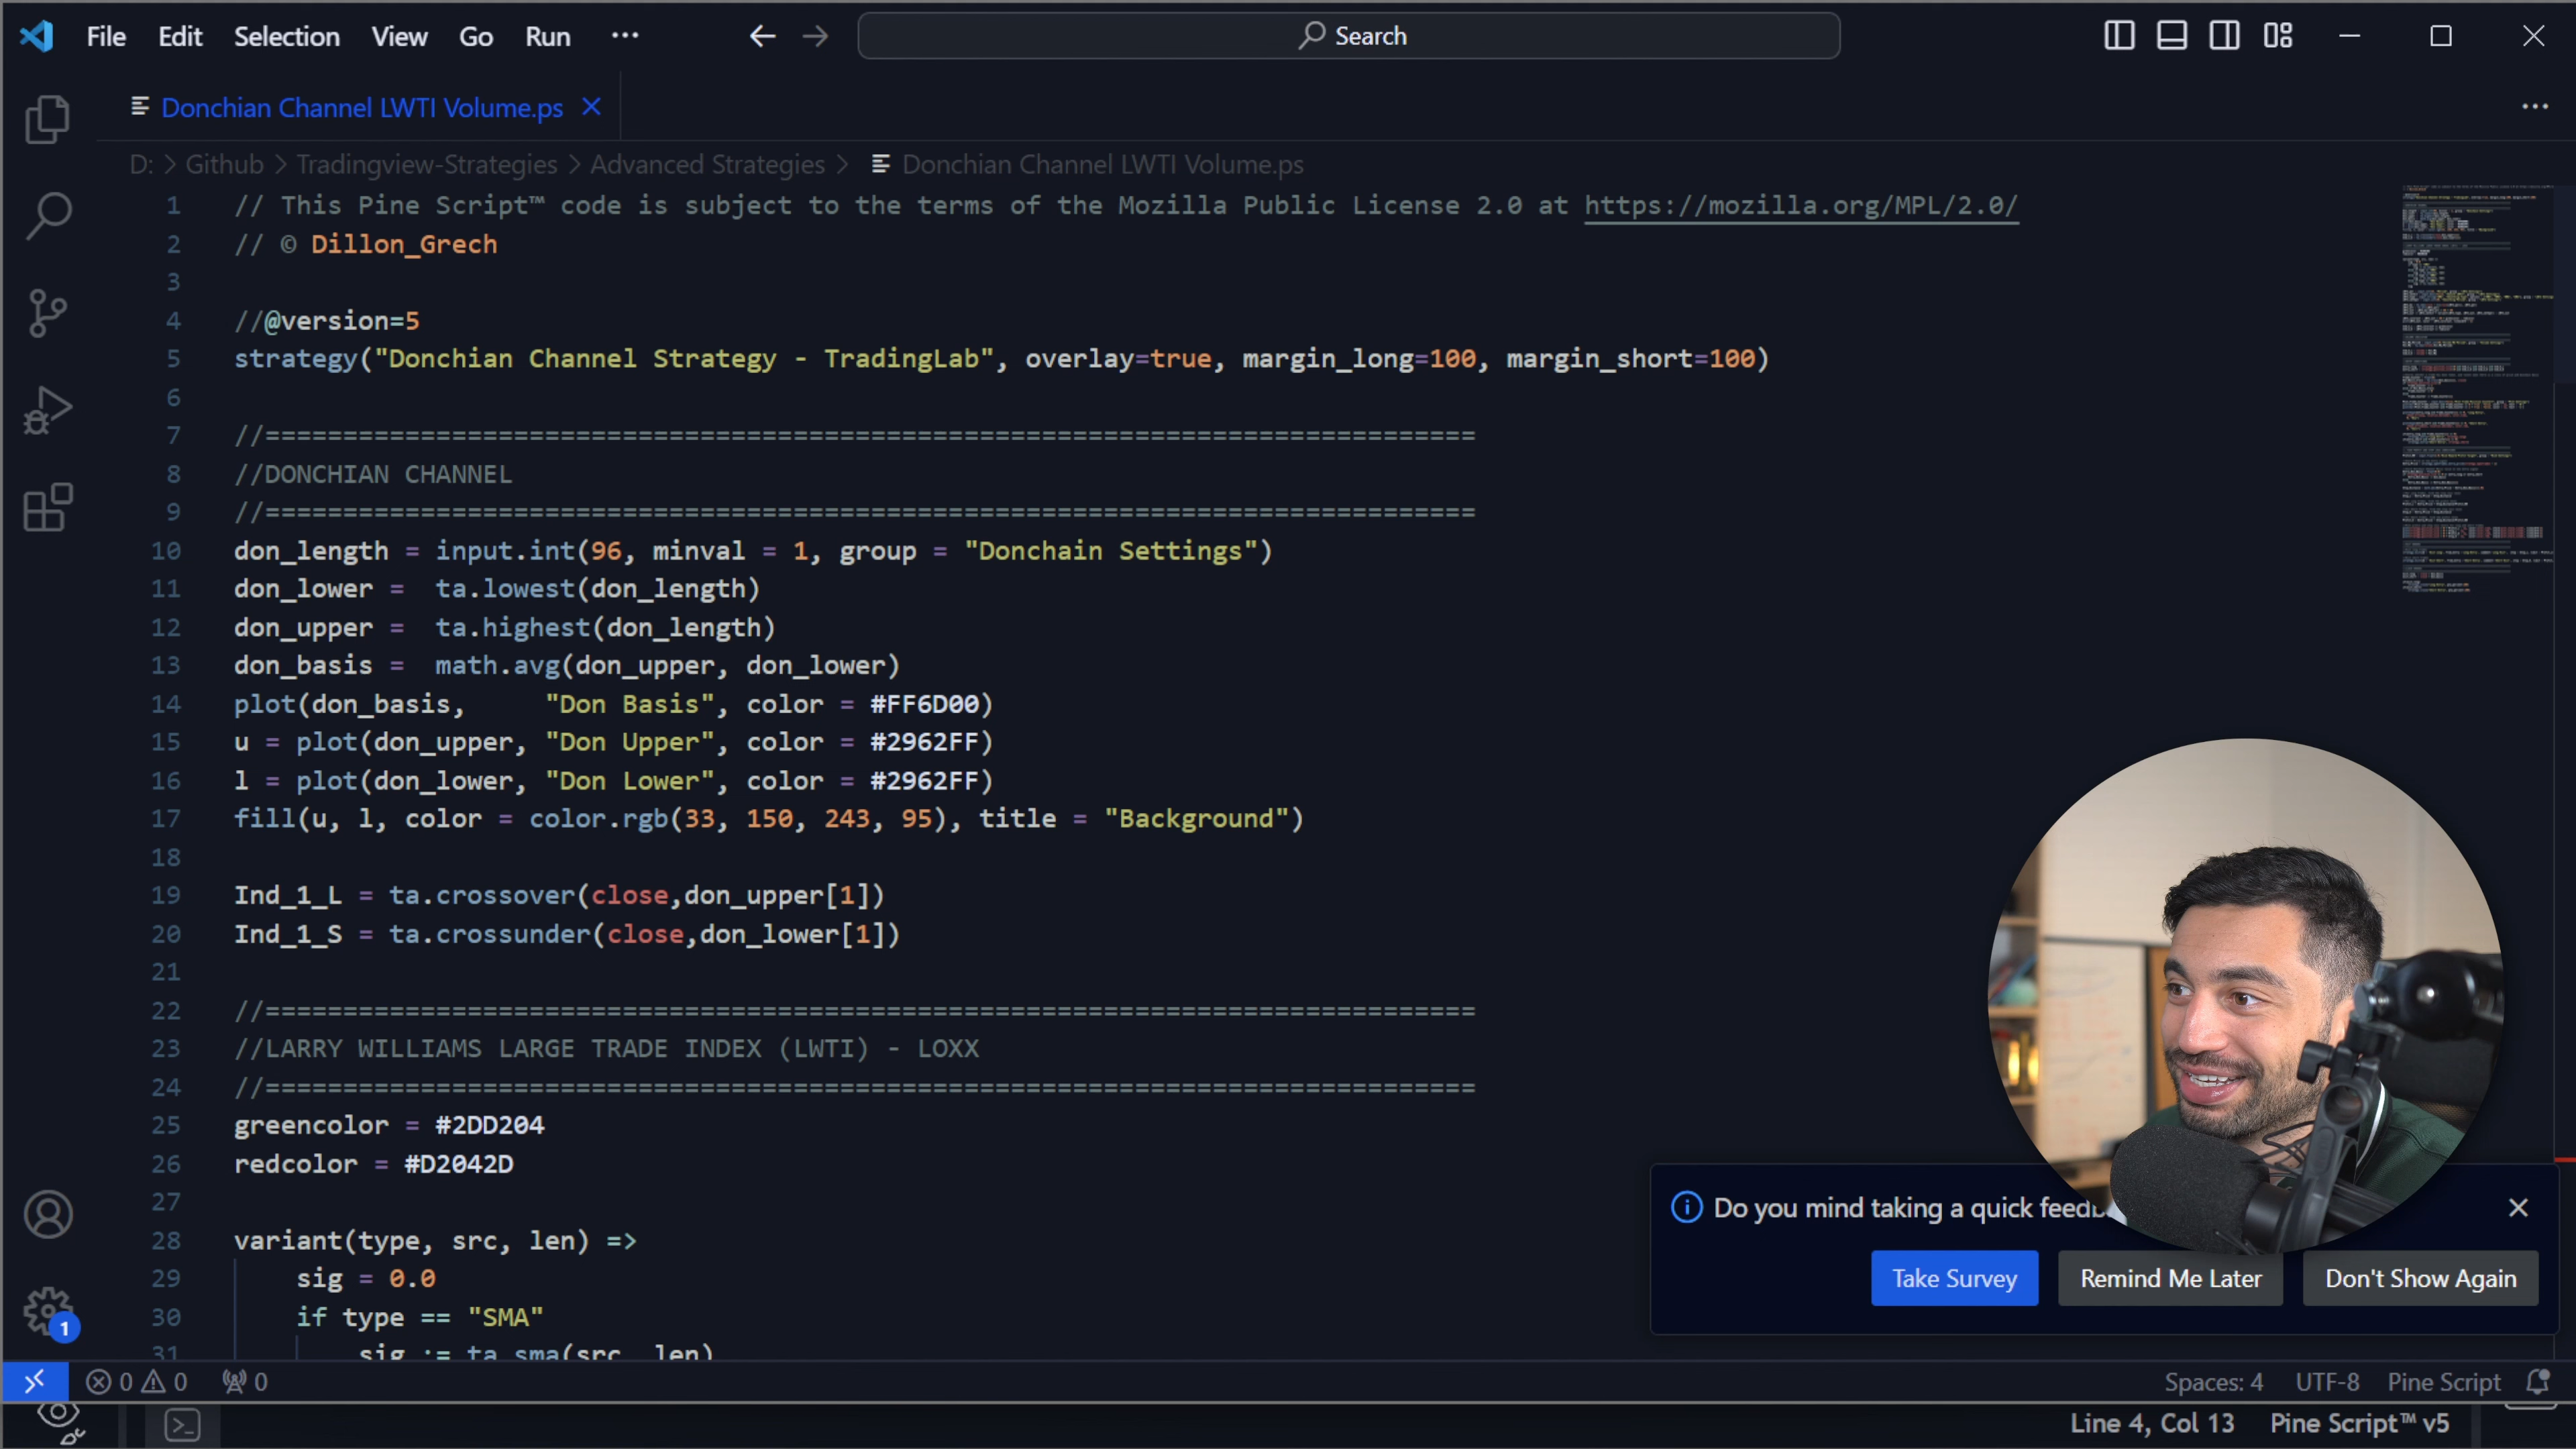 File Edit Selection View Go Run ··· Search
Donchian Channel LWTI Volume.ps
D: > Github > Tradingview-Strategies > Advanced Strategies > Donchian Channel LWTI Volume.ps
1 // This Pine Script™ code is subject to the terms of the Mozilla Public License 2.0 at https://mozilla.org/MPL/2.0/
2 // © Dillon_Grech
3
4 //@version=5
5 strategy("Donchian Channel Strategy - TradingLab", overlay=true, margin_long=100, margin_short=100)
6
7 //==============================================================================
8 //DONCHIAN CHANNEL
9 //==============================================================================
10 don_length = input.int(96, minval = 1, group = "Donchain Settings")
11 don_lower =  ta.lowest(don_length)
12 don_upper =  ta.highest(don_length)
13 don_basis =  math.avg(don_upper, don_lower)
14 plot(don_basis,     "Don Basis", color = #FF6D00)
15 u = plot(don_upper, "Don Upper", color = #2962FF)
16 l = plot(don_lower, "Don Lower", color = #2962FF)
17 fill(u, l, color = color.rgb(33, 150, 243, 95), title = "Background")
18
19 Ind_1_L = ta.crossover(close,don_upper[1])
20 Ind_1_S = ta.crossunder(close,don_lower[1])
21
22 //==============================================================================
23 //LARRY WILLIAMS LARGE TRADE INDEX (LWTI) - LOXX
24 //==============================================================================
25 greencolor = #2DD204
26 redcolor = #D2042D
27
28 variant(type, src, len) =>
29     sig = 0.0
30     if type == "SMA"
31         sig := ta.sma(src, len)
Do you mind taking a quick
Take Survey Remind Me Later Don't Show Again
1
0 0 0 Spaces: 4 UTF-8 Pine Script
Line 4, Col 13 Pine Script™ v5